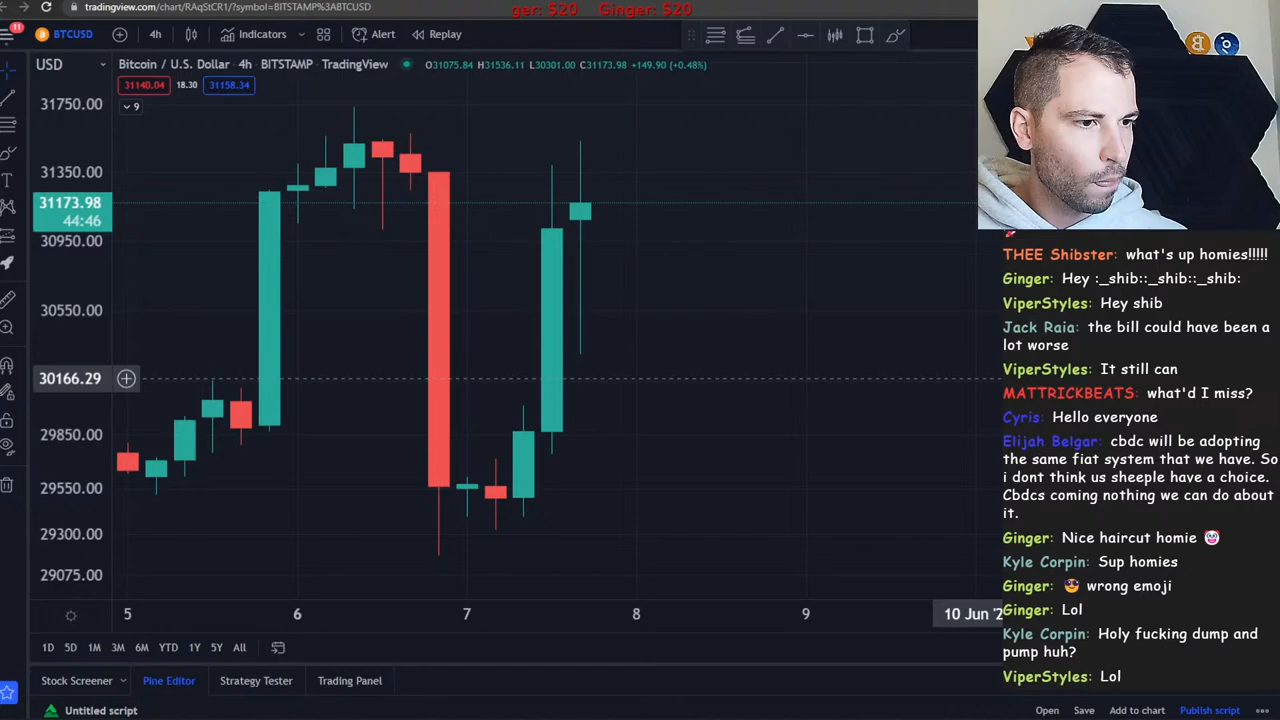 tradingview.com/chart/RAqStCR1/?symbol=BITSTAMP%3ABTCUSD
ger: $20 Ginger: $20
11
BTCUSD
4h
Indicators
Alert
Replay
USD
Bitcoin / U.S. Dollar · 4h · BITSTAMP · TradingView
O31075.84 H31536.11 L30301.00 C31173.98 +149.90 (+0.48%)
31140.04
18.30
31158.34
9
31750.00
31350.00
31173.98
44:46
30950.00
30550.00
30166.29
29850.00
29550.00
29300.00
29075.00
5
6
7
8
9
10 Jun '2
1D 5D 1M 3M 6M YTD 1Y 5Y All
Stock Screener
Pine Editor
Strategy Tester
Trading Panel
Untitled script
Open
Save
Add to chart
Publish script
THEE Shibster: what's up homies!!!!!
Ginger: Hey :_shib::_shib::_shib:
ViperStyles: Hey shib
Jack Raia: the bill could have been a
lot worse
ViperStyles: It still can
MATTRICKBEATS: what'd I miss?
Cyris: Hello everyone
Elijah Belgar: cbdc will be adopting
the same fiat system that we have. So
i dont think us sheeple have a choice.
Cbdcs coming nothing we can do about
it.
Ginger: Nice haircut homie 🤡
Kyle Corpin: Sup homies
Ginger: 😎 wrong emoji
Ginger: Lol
Kyle Corpin: Holy fucking dump and
pump huh?
ViperStyles: Lol